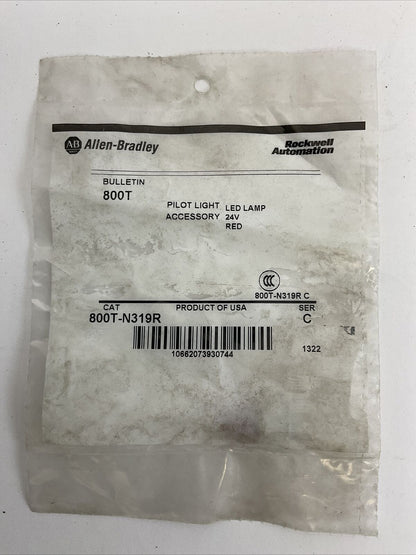 AB Allen-Bradley
Rockwell
Automation
BULLETIN
800T
PILOT LIGHT LED LAMP
ACCESSORY 24V
RED
CCC
800T-N319R C
CAT PRODUCT OF USA SER
800T-N319R C
10662073930744
1322